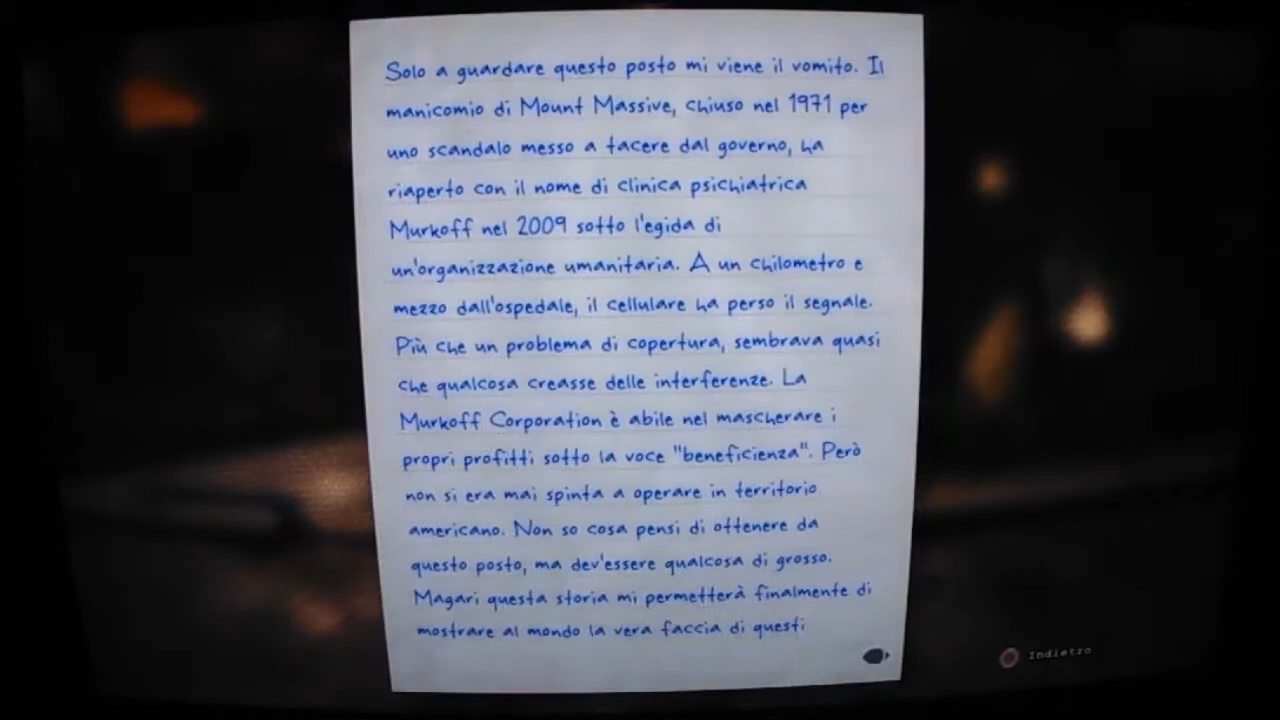 Solo a guardare questo posto mi viene il vomito. Il
manicomio di Mount Massive, chiuso nel 1971 per
uno scandalo messo a tacere dal governo, ha
riaperto con il nome di clinica psichiatrica
Murkoff nel 2009 sotto l'egida di
un'organizzazione umanitaria. A un chilometro e
mezzo dall'ospedale, il cellulare ha perso il segnale.
Più che un problema di copertura, sembrava quasi
che qualcosa creasse delle interferenze. La
Murkoff Corporation è abile nel mascherare i
propri profitti sotto la voce "beneficienza". Però
non si era mai spinta a operare in territorio
americano. Non so cosa pensi di ottenere da
questo posto, ma dev'essere qualcosa di grosso.
Magari questa storia mi permetterà finalmente di
mostrare al mondo la vera faccia di questi
Indietro